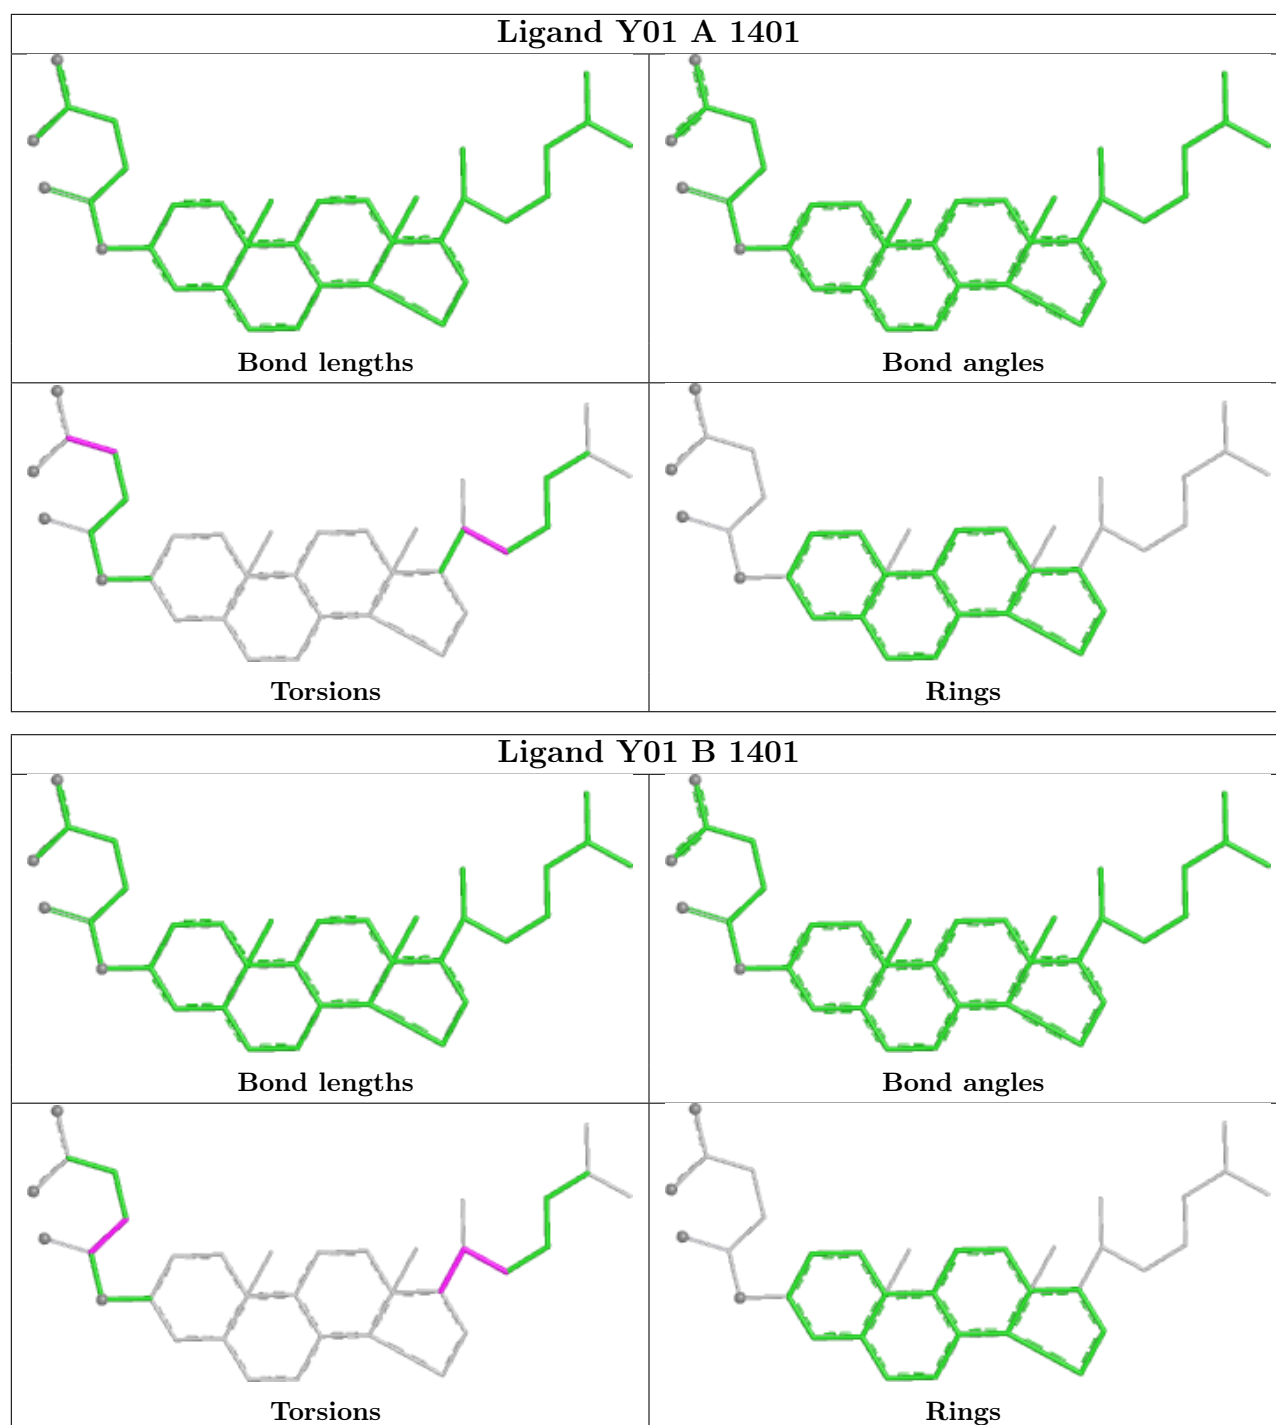 Ligand Y01 A 1401
Bond lengths
Bond angles
Torsions
Rings
Ligand Y01 B 1401
Bond lengths
Bond angles
Torsions
Rings